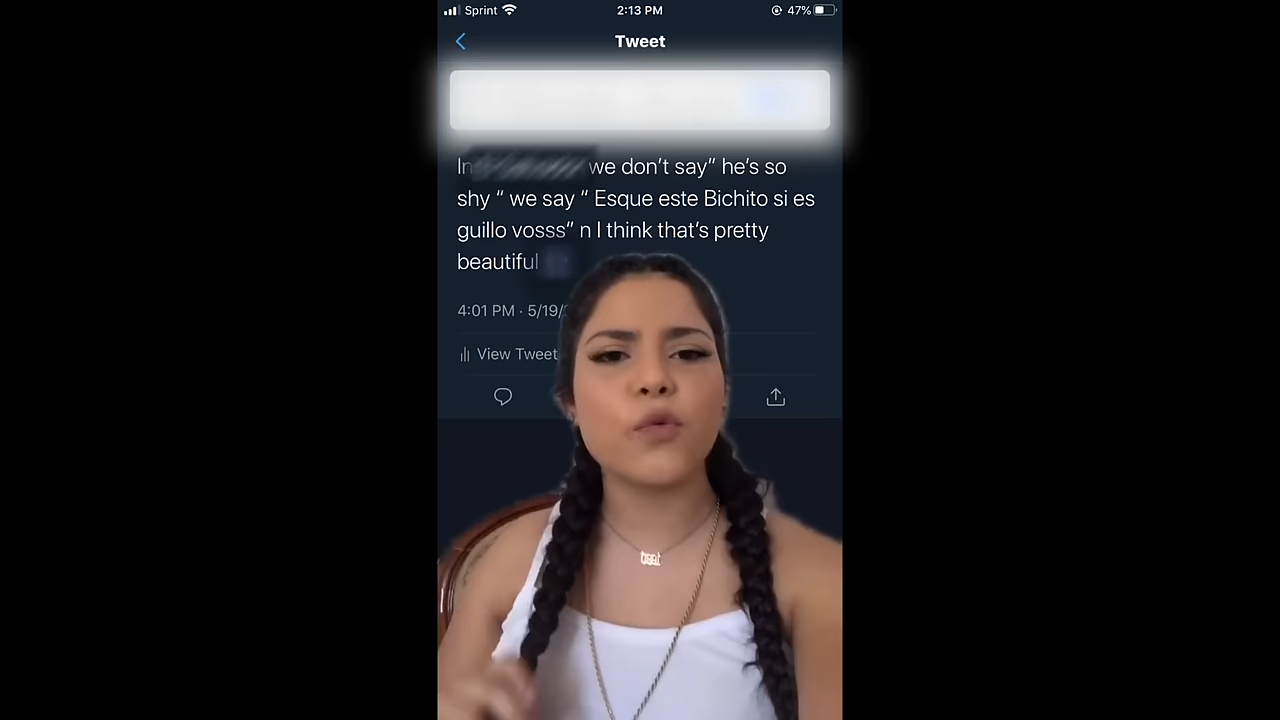 Sprint 2:13 PM 47%
Tweet
In we don't say" he's so
shy " we say " Esque este Bichito si es
guillo vosss" n I think that's pretty
beautiful
4:01 PM · 5/19/
View Tweet